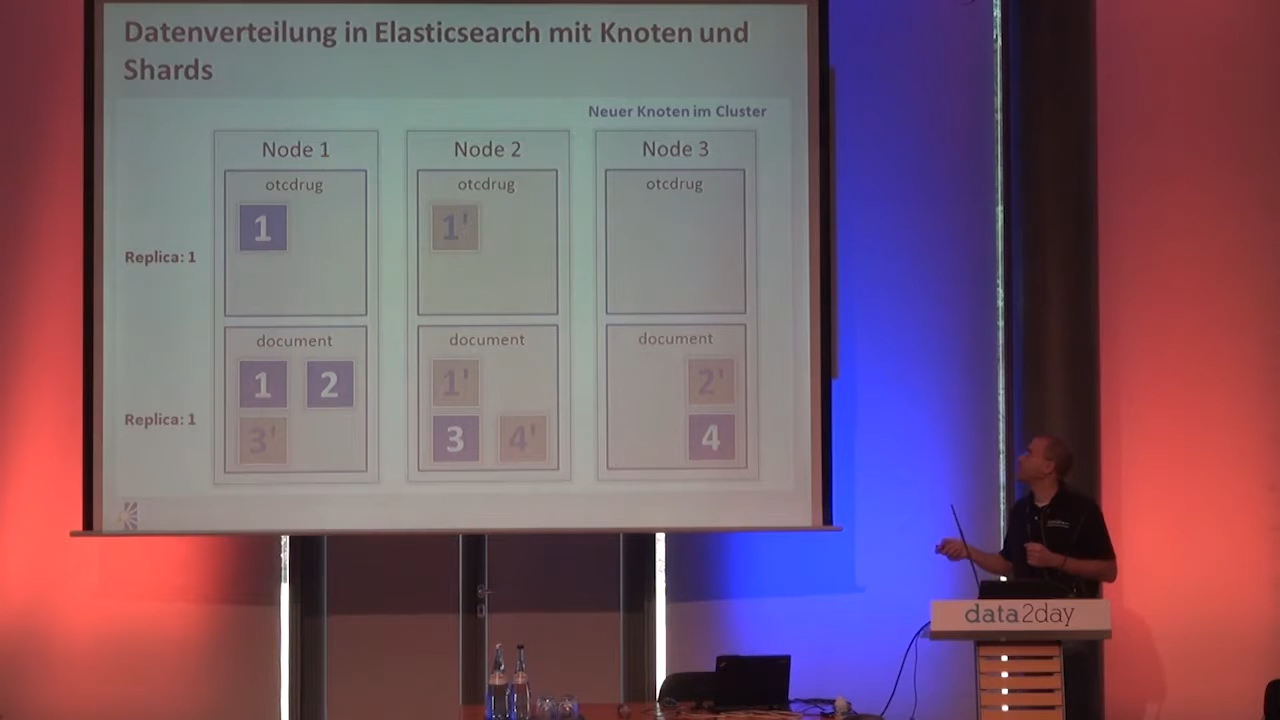 Datenverteilung in Elasticsearch mit Knoten und
Shards
Neuer Knoten im Cluster
Node 1
Node 2
Node 3
otcdrug
otcdrug
otcdrug
1
1'
Replica: 1
document
document
document
1 2
1'
2'
Replica: 1
3'
3 4'
4
data2day